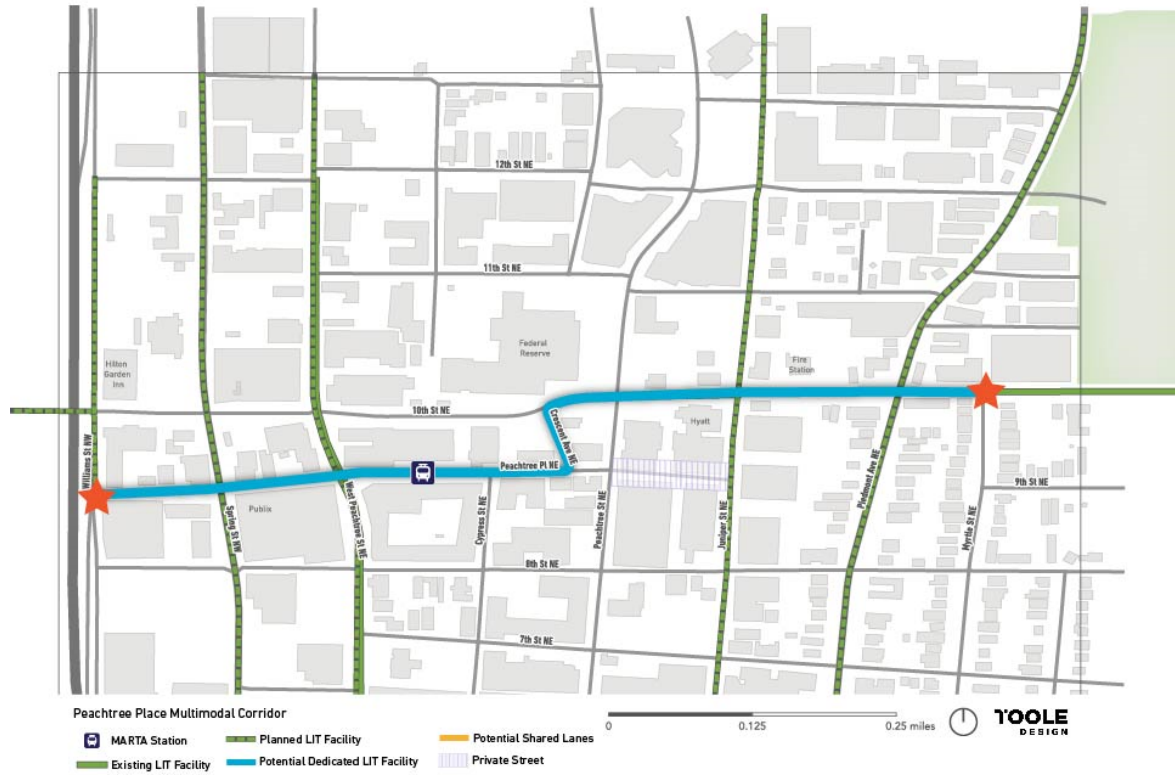 12th St NE
11th St NE
Federal
Reserve
Hilton
Garden
Inn
Fire
Station
10th St NE
Crescent Ave NE
Hyatt
Williams St NW
Peachtree Pl NE
9th St NE
Publix
Spring St NW
West Peachtree St NE
Cypress St NE
Peachtree St NE
Juniper St NE
Piedmont Ave NE
Myrtle St NE
8th St NE
7th St NE
Peachtree Place Multimodal Corridor
MARTA Station
Planned LIT Facility
Potential Shared Lanes
Existing LIT Facility
Potential Dedicated LIT Facility
Private Street
0 0.125 0.25 miles
TOOLE
DESIGN